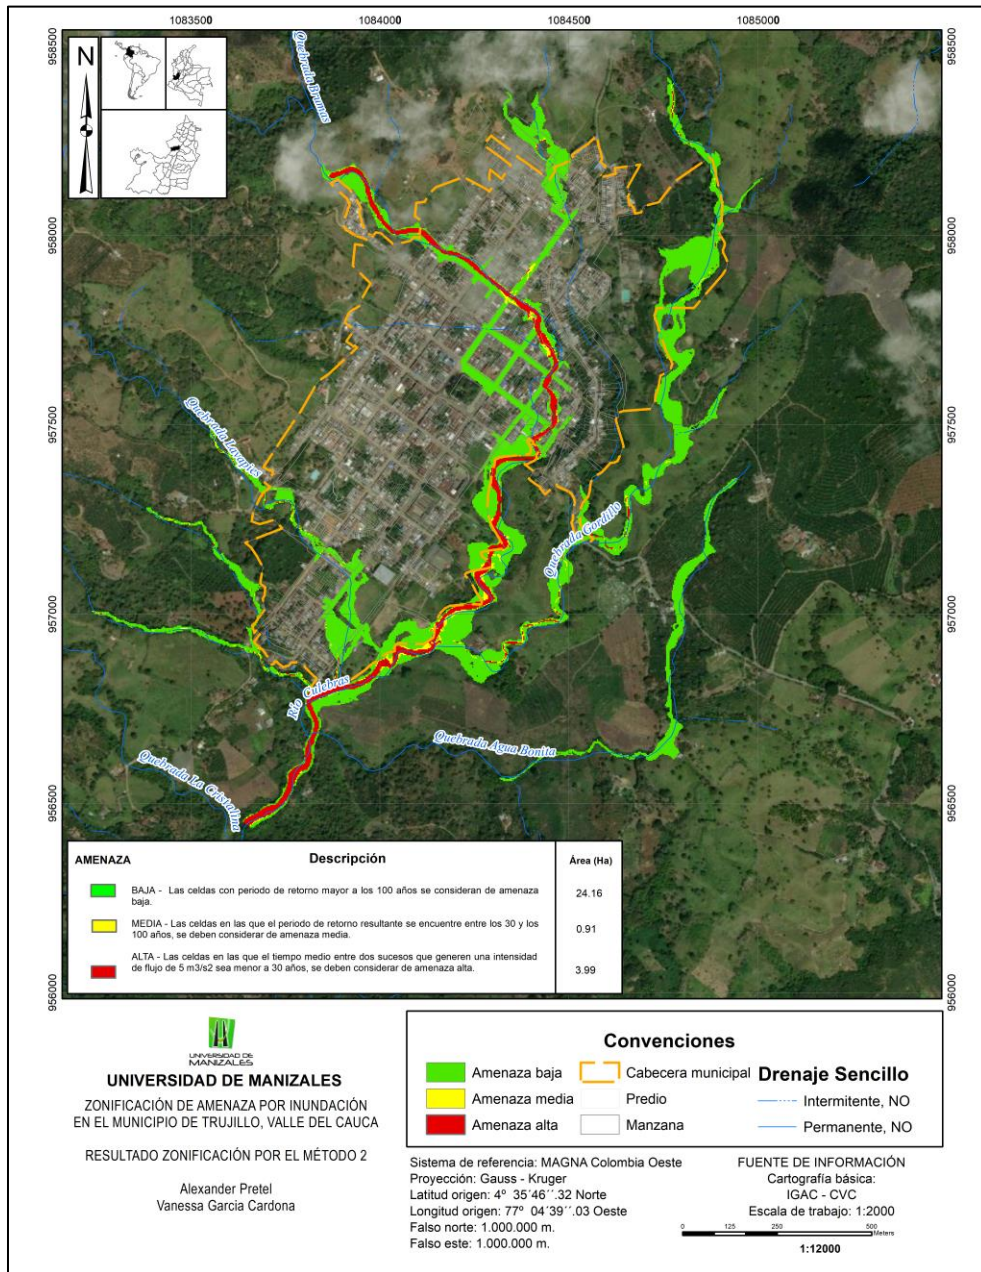 1083500 1084000 1084500 1085000
958500 958500
N
Quebrada Brumas
958000 958000
957500 957500
Quebrada Lavapies
Quebrada Gordillo
957000 957000
Río Culebras
Quebrada Agua Bonita
Quebrada La Cristalina
956500 956500
AMENAZA Descripción Área (Ha)
BAJA - Las celdas con periodo de retorno mayor a los 100 años se consideran de amenaza
baja.
24.16
MEDIA - Las celdas en las que el periodo de retorno resultante se encuentre entre los 30 y los
100 años, se deben considerar de amenaza media.
0.91
ALTA - Las celdas en las que el tiempo medio entre dos sucesos que generen una intensidad
de flujo de 5 m3/s2 sea menor a 30 años, se deben considerar de amenaza alta.
3.99
956000 956000
UNIVERSIDAD DE
MANIZALES
UNIVERSIDAD DE MANIZALES
ZONIFICACIÓN DE AMENAZA POR INUNDACIÓN
EN EL MUNICIPIO DE TRUJILLO, VALLE DEL CAUCA
RESULTADO ZONIFICACIÓN POR EL MÉTODO 2
Alexander Pretel
Vanessa Garcia Cardona
Convenciones
Amenaza baja
Amenaza media
Amenaza alta
Cabecera municipal
Predio
Manzana
Drenaje Sencillo
Intermitente, NO
Permanente, NO
Sistema de referencia: MAGNA Colombia Oeste
Proyección: Gauss - Kruger
Latitud origen: 4º 35´46´´.32 Norte
Longitud origen: 77º 04´39´´.03 Oeste
Falso norte: 1.000.000 m.
Falso este: 1.000.000 m.
FUENTE DE INFORMACIÓN
Cartografía básica:
IGAC - CVC
Escala de trabajo: 1:2000
0 125 250 500
Meters
1:12000